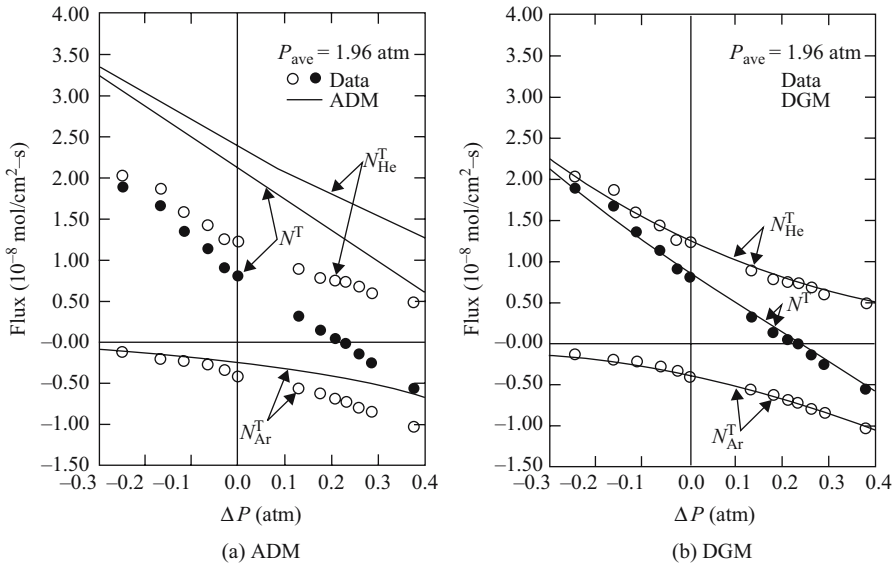 4.00
3.00
3.50
2.50
2.00
1.50
1.00
0.50
–0.00
–0.50
–1.00
–1.50
Flux (10⁻⁸ mol/cm²–s)
P_ave = 1.96 atm
Data
ADM
N^T_He
N^T
N^T_Ar
–0.3
–0.2
–0.1
0.0
0.1
0.2
0.3
0.4
ΔP (atm)
(a) ADM
4.00
3.00
3.50
2.50
2.00
1.50
1.00
0.50
–0.00
–0.50
–1.00
–1.50
Flux (10⁻⁸ mol/cm²–s)
P_ave = 1.96 atm
Data
DGM
N^T_He
N^T
N^T_Ar
–0.3
–0.2
–0.1
0.0
0.1
0.2
0.3
0.4
ΔP (atm)
(b) DGM